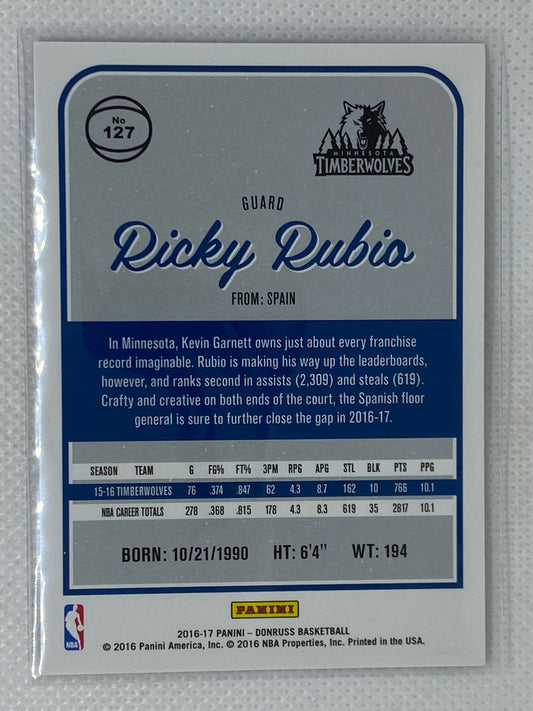 No
127
MINNESOTA
TIMBERWOLVES
GUARD
Ricky Rubio
FROM: SPAIN
In Minnesota, Kevin Garnett owns just about every franchise
record imaginable. Rubio is making his way up the leaderboards,
however, and ranks second in assists (2,309) and steals (619).
Crafty and creative on both ends of the court, the Spanish floor
general is sure to further close the gap in 2016-17.
SEASON TEAM G FG% FT% 3PM RPG APG STL BLK PTS PPG
15-16 TIMBERWOLVES 76 .374 .847 62 4.3 8.7 162 10 766 10.1
NBA CAREER TOTALS 278 .368 .815 178 4.3 8.3 619 35 2817 10.1
BORN: 10/21/1990 HT: 6'4" WT: 194
PANINI
NBA
2016-17 PANINI – DONRUSS BASKETBALL
© 2016 Panini America, Inc. © 2016 NBA Properties, Inc. Printed in the USA.